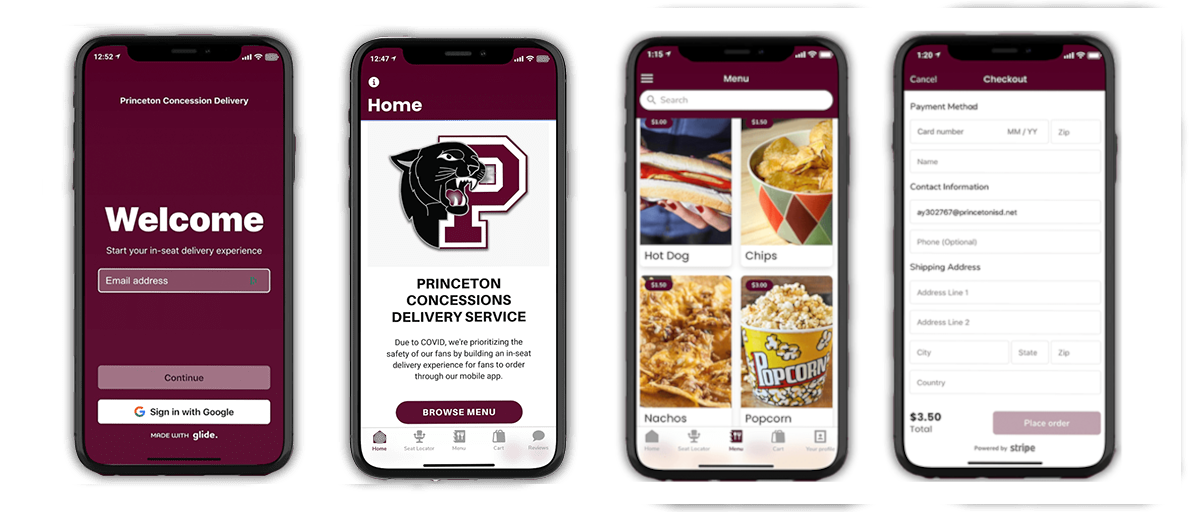 12:52
Princeton Concession Delivery
Welcome
Start your in-seat delivery experience
Email address
Continue
Sign in with Google
MADE WITH glide.
12:47
Home
P
PRINCETON
CONCESSIONS
DELIVERY SERVICE
Due to COVID, we're prioritizing the
safety of our fans by building an in-seat
delivery experience for fans to order
through our mobile app.
BROWSE MENU
Home Seat Locator Menu Cart Reviews
1:15
Menu
Search
$3.00 $1.50
Hot Dog Chips
$3.50 $3.00
POPCORN
Nachos Popcorn
Home Seat Locator Menu Cart Your profile
1:20
Cancel Checkout
Payment Method
Card number MM / YY Zip
Name
Contact Information
ay302767@princetonisd.net
Phone (Optional)
Shipping Address
Address Line 1
Address Line 2
City State Zip
Country
$3.50
Total
Place order
Powered by stripe